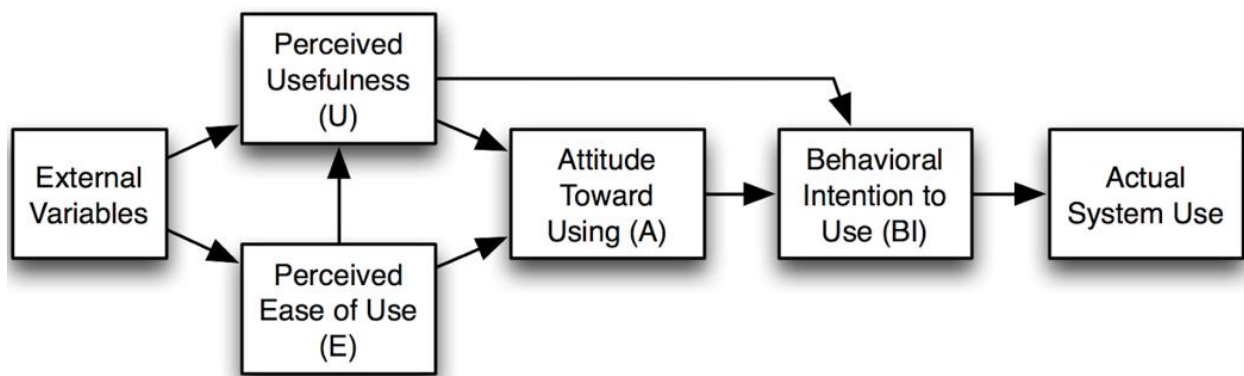 Perceived
Usefulness
(U)
External
Variables
Perceived
Ease of Use
(E)
Attitude
Toward
Using (A)
Behavioral
Intention to
Use (BI)
Actual
System Use